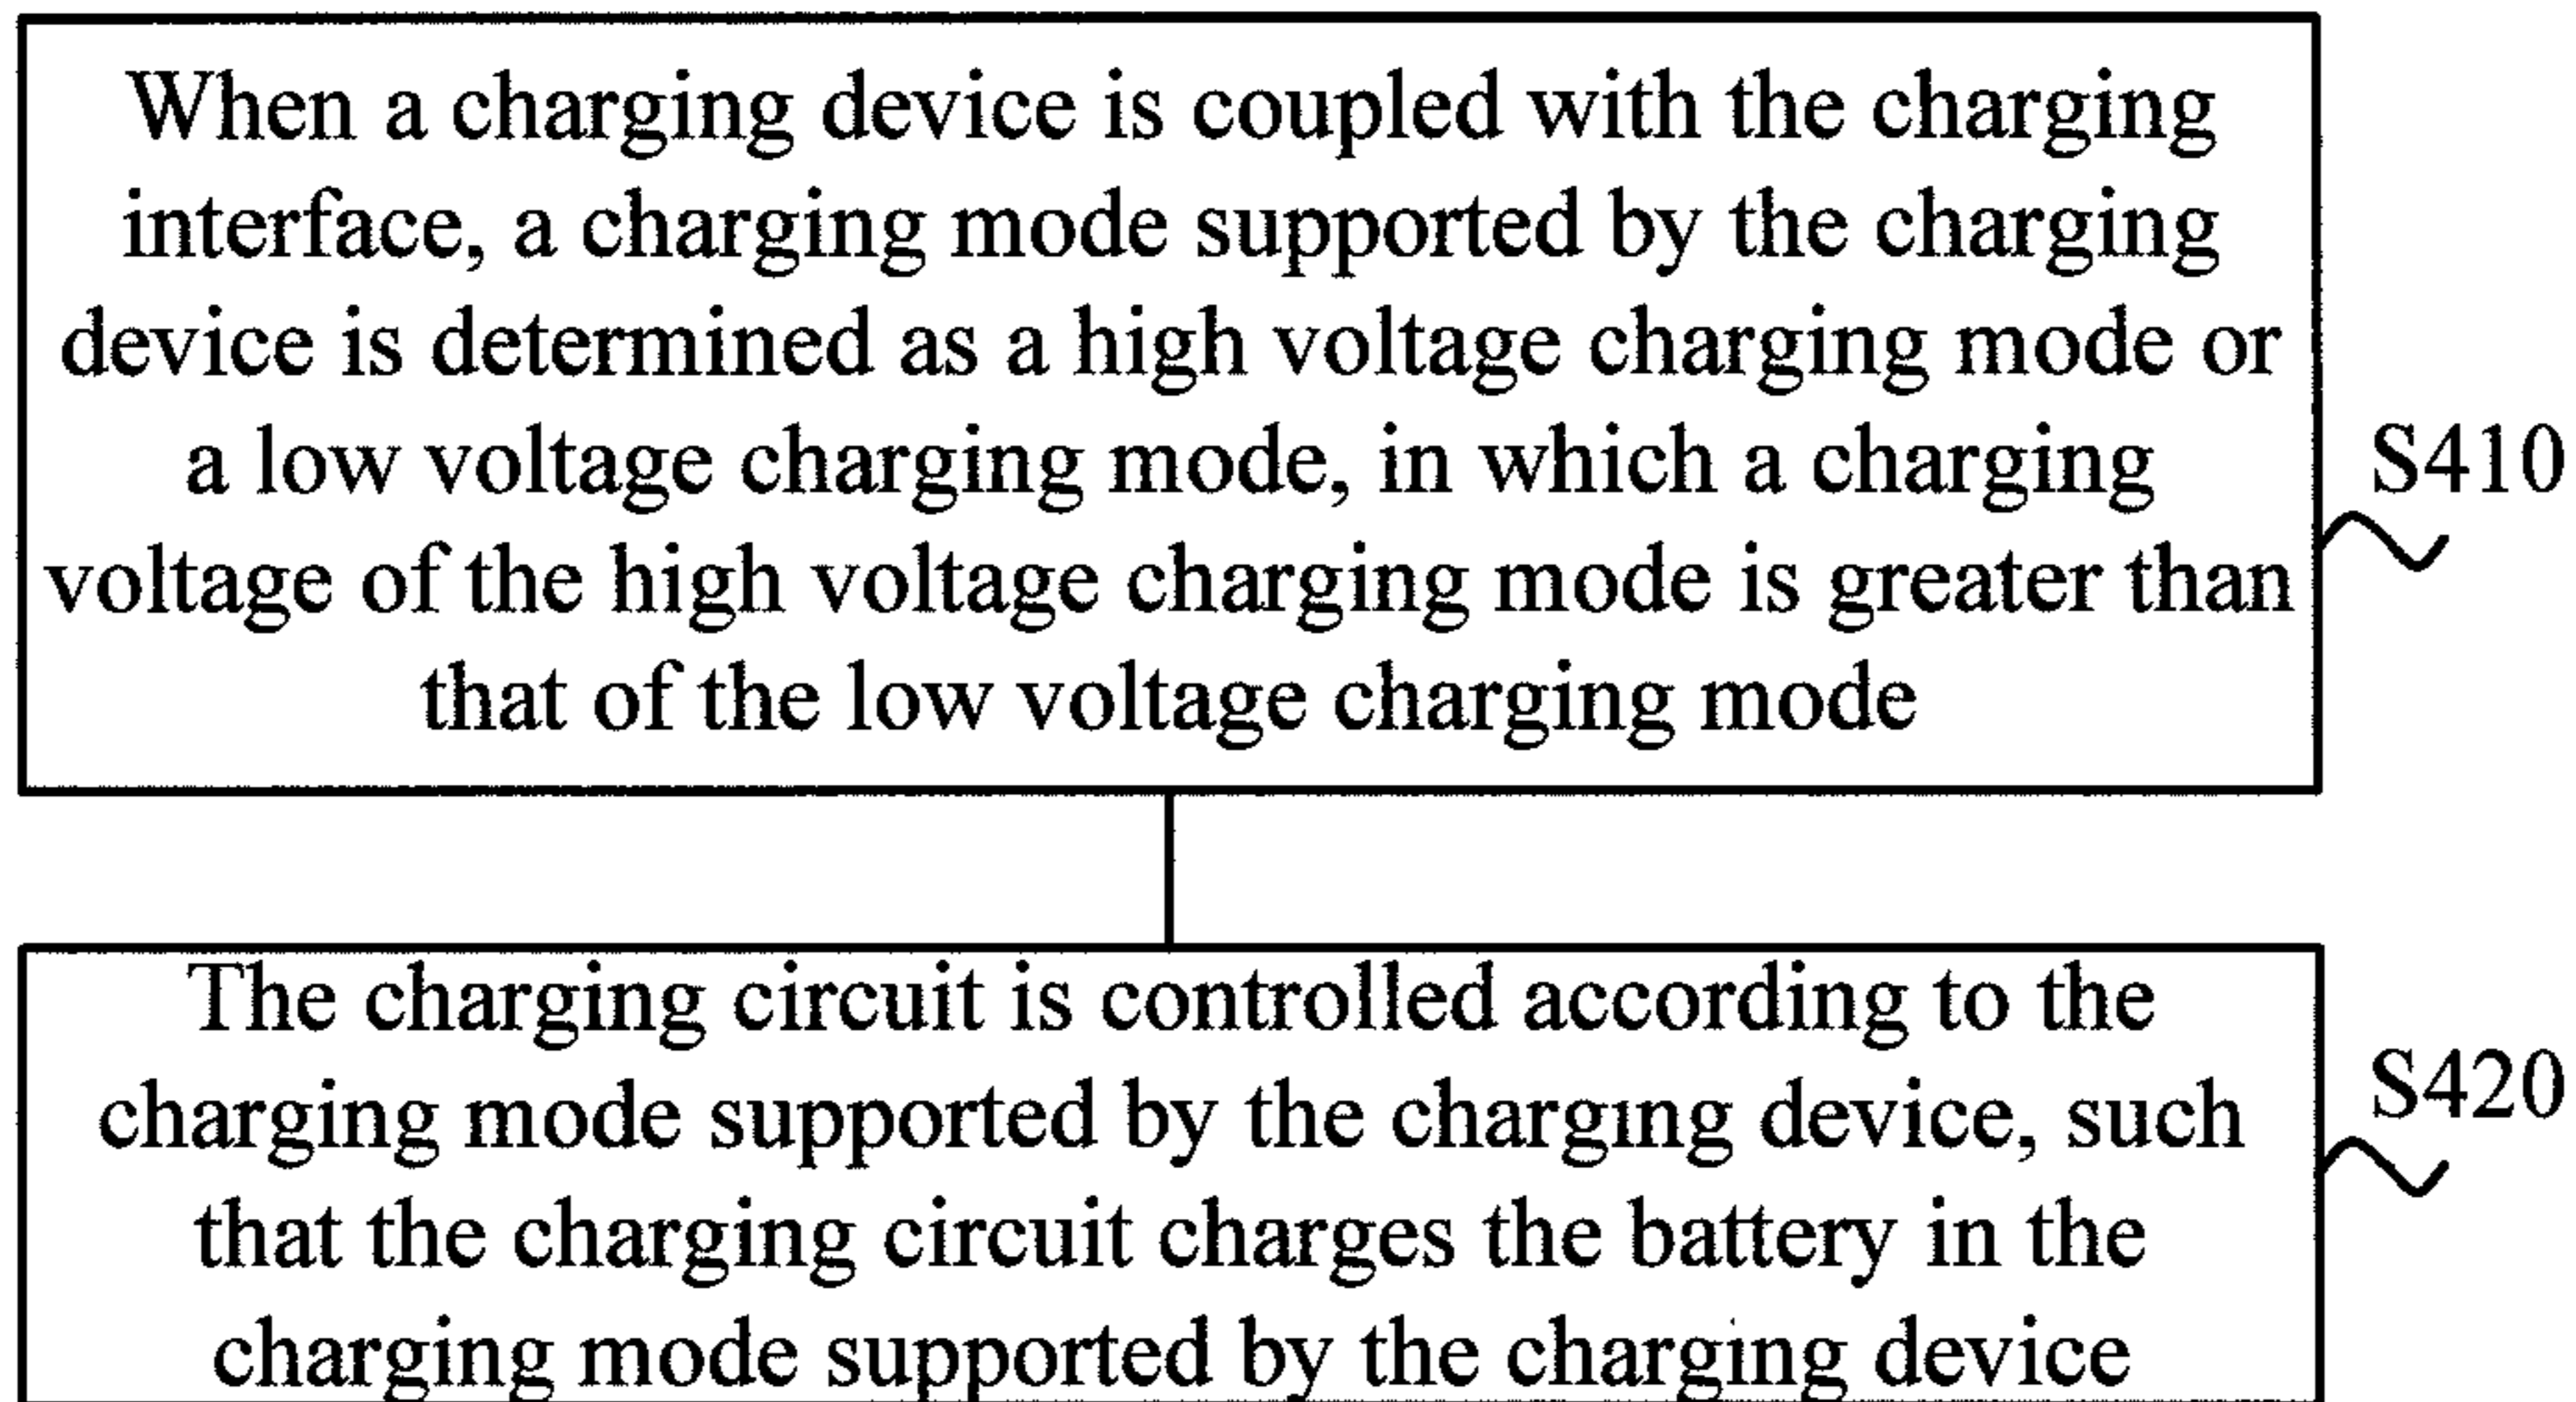 When a charging device is coupled with the charging
interface, a charging mode supported by the charging
device is determined as a high voltage charging mode or
a low voltage charging mode, in which a charging
voltage of the high voltage charging mode is greater than
that of the low voltage charging mode
S410
The charging circuit is controlled according to the
charging mode supported by the charging device, such
that the charging circuit charges the battery in the
charging mode supported by the charging device
S420